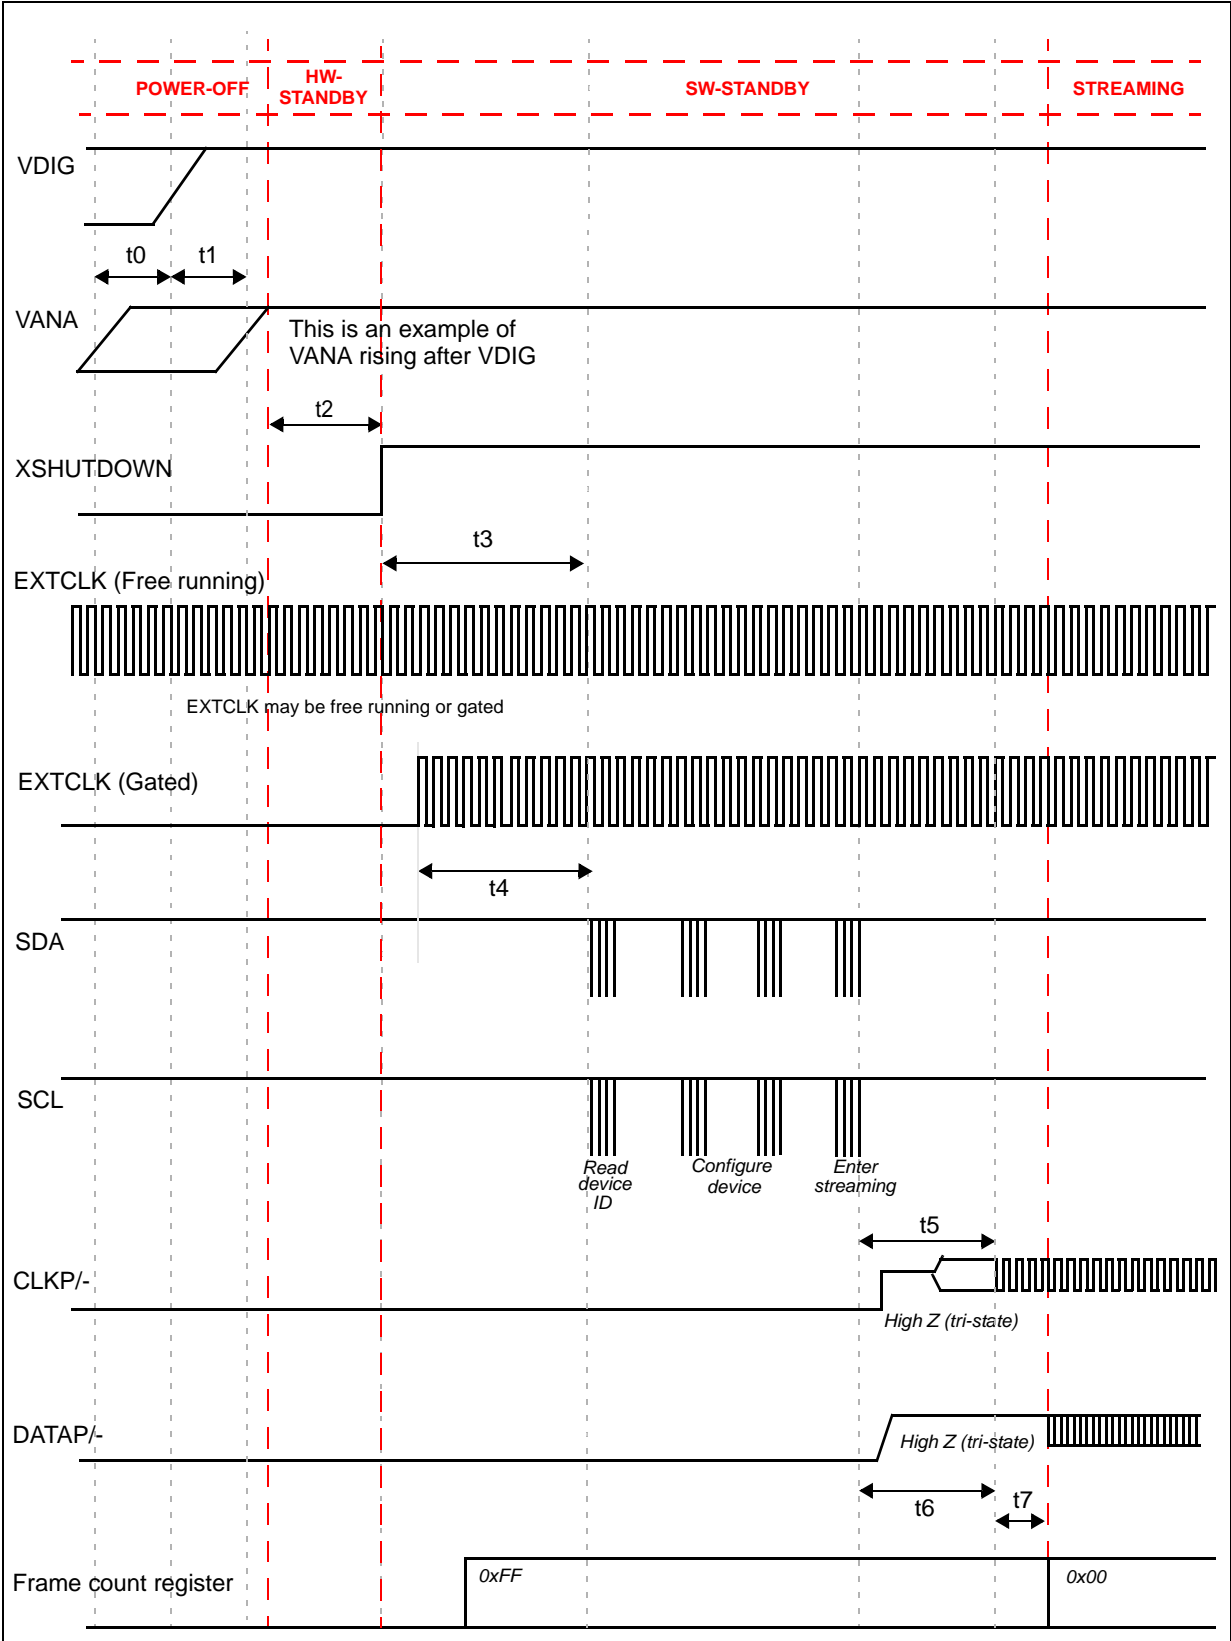 POWER-OFF
HW-
STANDBY
SW-STANDBY
STREAMING
VDIG
t0
t1
VANA
This is an example of
VANA rising after VDIG
t2
XSHUTDOWN
t3
EXTCLK (Free running)
EXTCLK may be free running or gated
EXTCLK (Gated)
t4
SDA
SCL
Read
device
ID
Configure
device
Enter
streaming
t5
CLKP/-
High Z (tri-state)
DATAP/-
High Z (tri-state)
t6
t7
Frame count register
0xFF
0x00